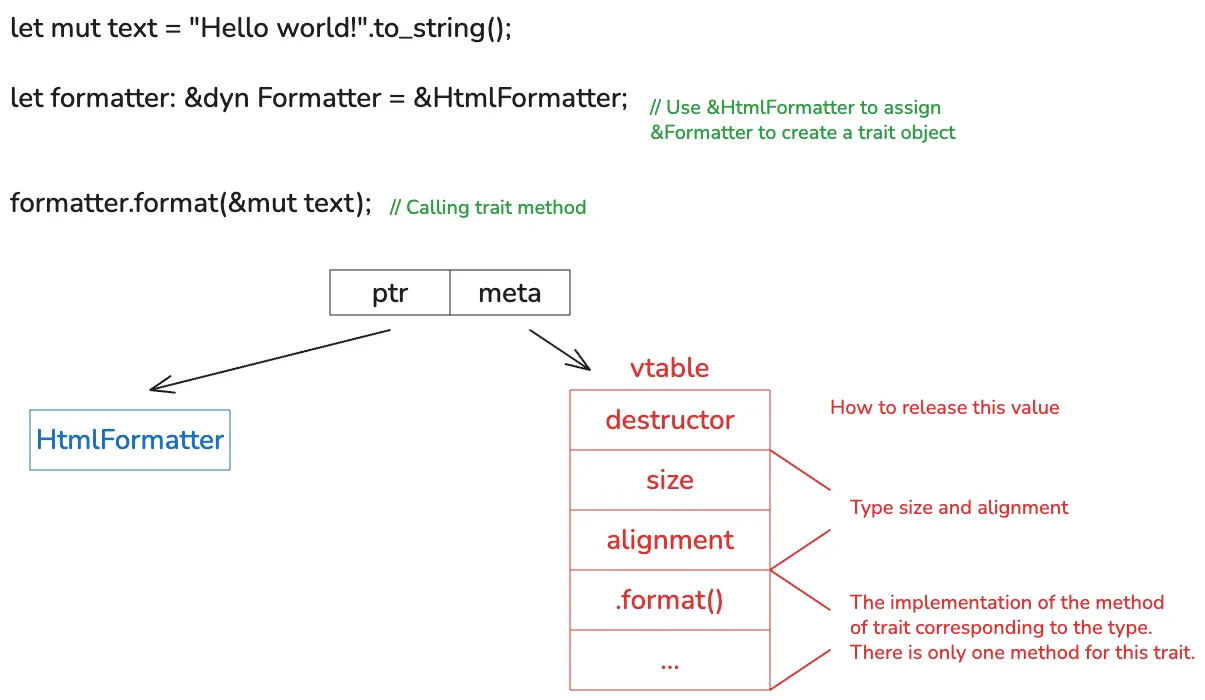 let mut text = "Hello world!".to_string();
let formatter: &dyn Formatter = &HtmlFormatter;
// Use &HtmlFormatter to assign
&Formatter to create a trait object
formatter.format(&mut text);
// Calling trait method
ptr
meta
HtmlFormatter
vtable
destructor
How to release this value
size
Type size and alignment
alignment
.format()
The implementation of the method
of trait corresponding to the type.
There is only one method for this trait.
...